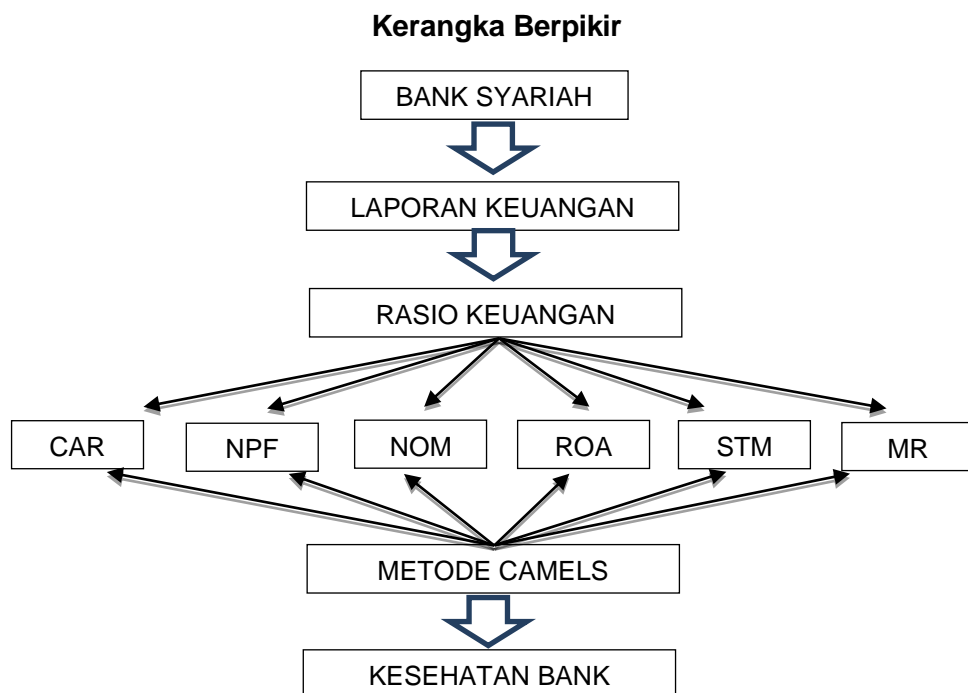 Kerangka Berpikir
BANK SYARIAH
LAPORAN KEUANGAN
RASIO KEUANGAN
CAR
NPF
NOM
ROA
STM
MR
METODE CAMELS
KESEHATAN BANK